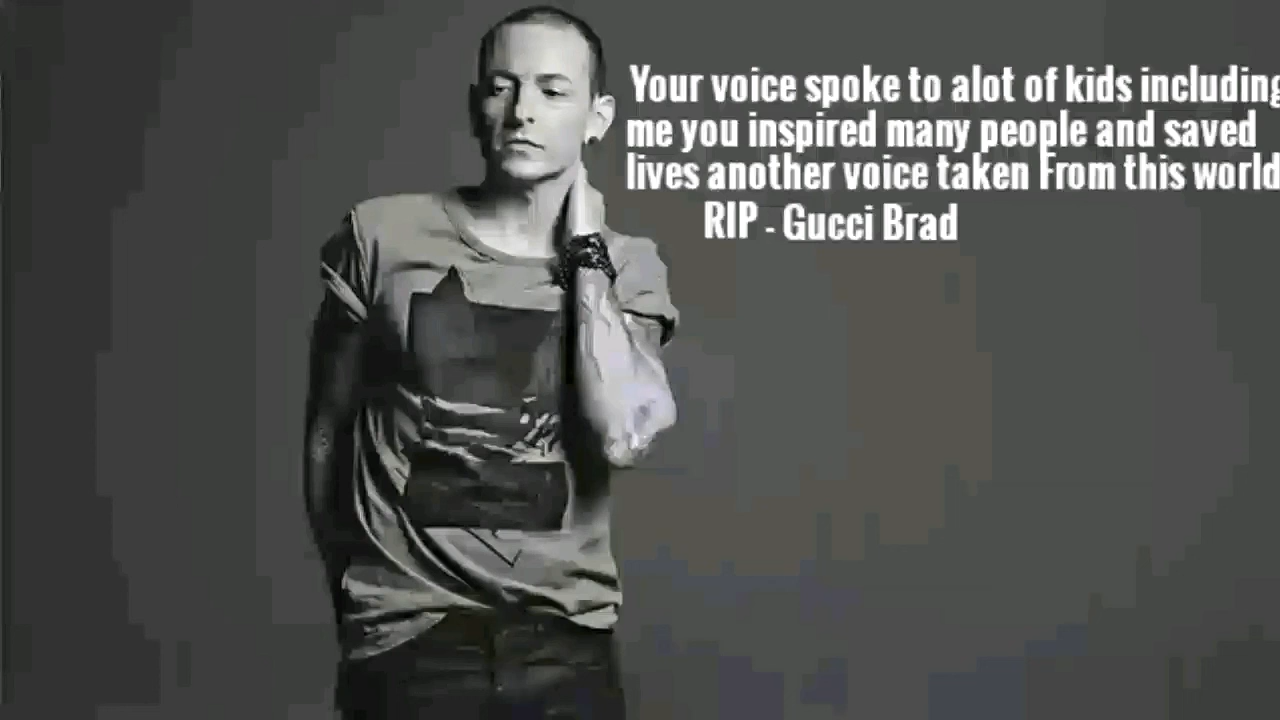 Your voice spoke to alot of kids including
me you inspired many people and saved
lives another voice taken From this world
RIP - Gucci Brad